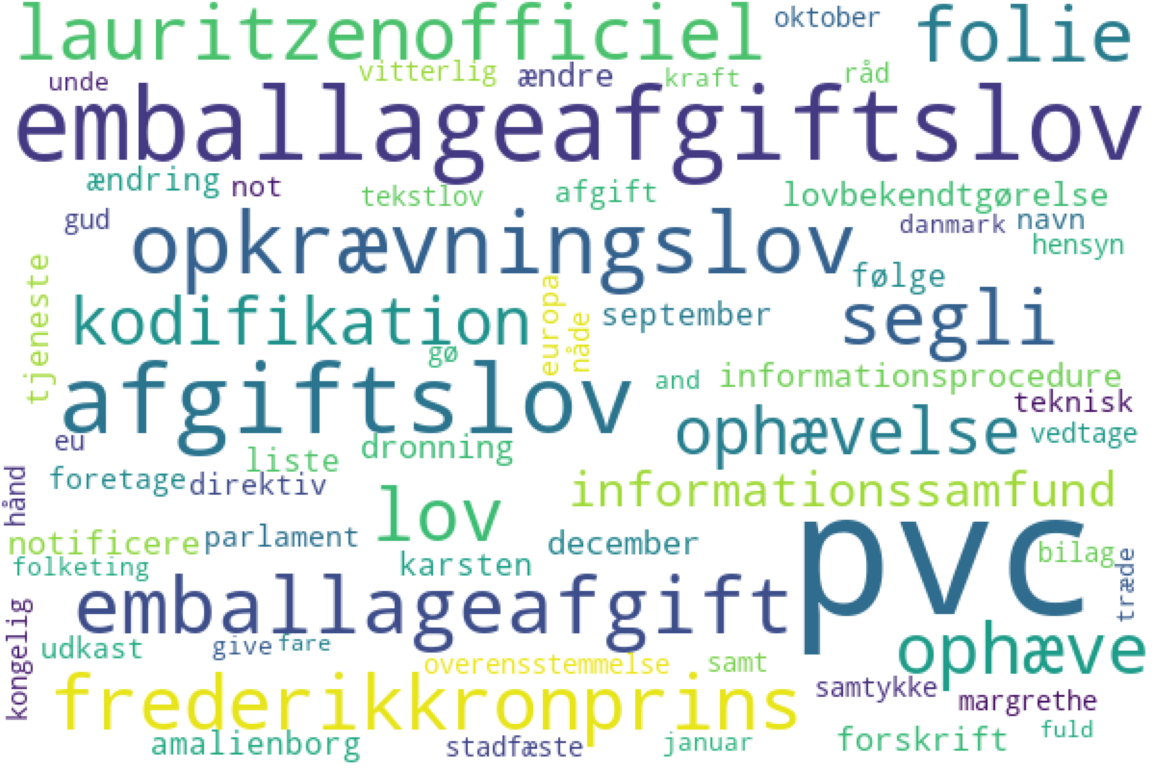 lauritzenofficiel oktober folie
unde vitterlig ændre kraft råd
emballageafgiftslov
ændring not tekstlov afgift lovbekendtgørelse
gud opkrævningslov danmark navn
hensyn
tjeneste kodifikation europa nåde september følge
segli
gø
afgiftslov and informationsprocedure
teknisk
eu dronning ophævelse vedtage
liste
foretage direktiv informationssamfund
hånd lov pvc
notificere parlament december bilag
folketing karsten træde
emballageafgift
kongelig udkast give fare ophæve
overensstemmelse samt
frederikkronprins samtykke margrethe
amalienborg stadfæste januar forskrift fuld